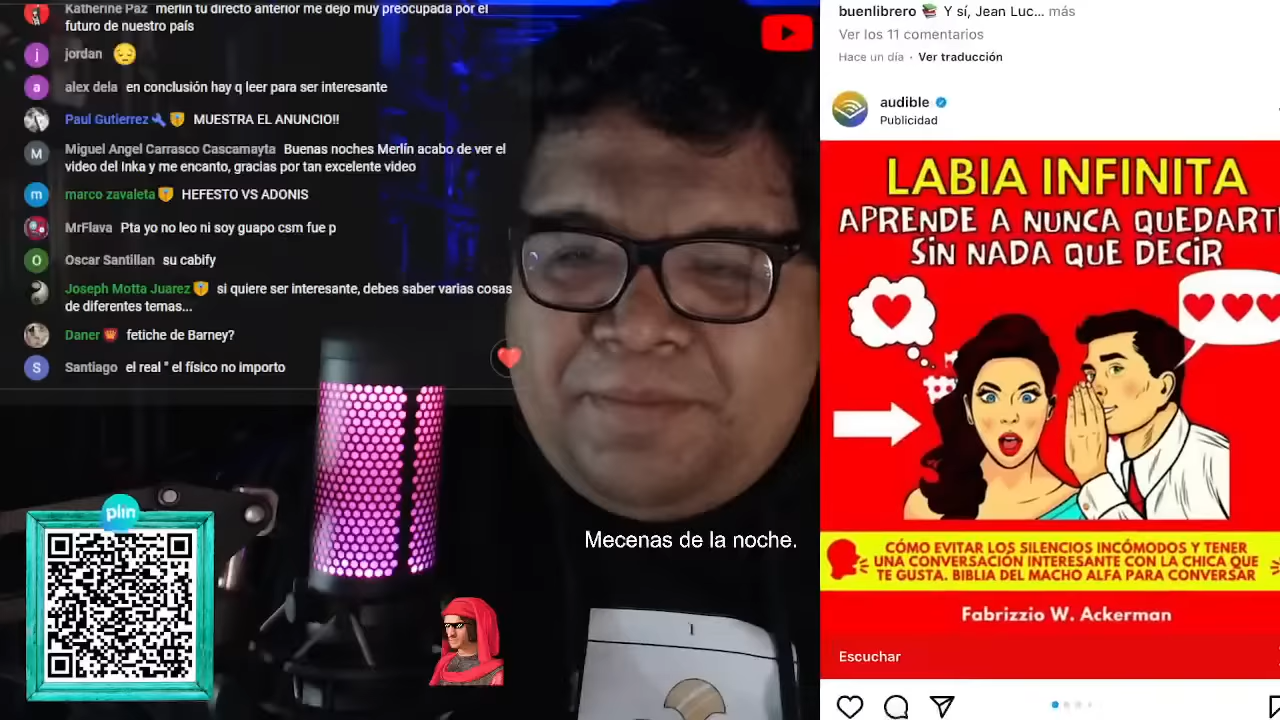 Katherine Paz merlin tu directo anterior me dejo muy preocupada por el
futuro de nuestro país
j jordan
a alex dela en conclusión hay q leer para ser interesante
Paul Gutierrez MUESTRA EL ANUNCIO!!
M Miguel Angel Carrasco Cascamayta Buenas noches Merlín acabo de ver el
video del Inka y me encanto, gracias por tan excelente video
m marco zavaleta HEFESTO VS ADONIS
MrFlava Pta yo no leo ni soy guapo csm fue p
O Oscar Santillan su cabify
Joseph Motta Juarez si quiere ser interesante, debes saber varias cosas
de diferentes temas...
Daner fetiche de Barney?
S Santiago el real " el físico no importo
plin
Mecenas de la noche.
1
buenlibrero Y sí, Jean Luc... más
Ver los 11 comentarios
Hace un día · Ver traducción
audible
Publicidad
LABIA INFINITA
APRENDE A NUNCA QUEDART
SIN NADA QUE DECIR
CÓMO EVITAR LOS SILENCIOS INCÓMODOS Y TENER
UNA CONVERSACIÓN INTERESANTE CON LA CHICA QUE
TE GUSTA. BIBLIA DEL MACHO ALFA PARA CONVERSAR
Fabrizzio W. Ackerman
Escuchar